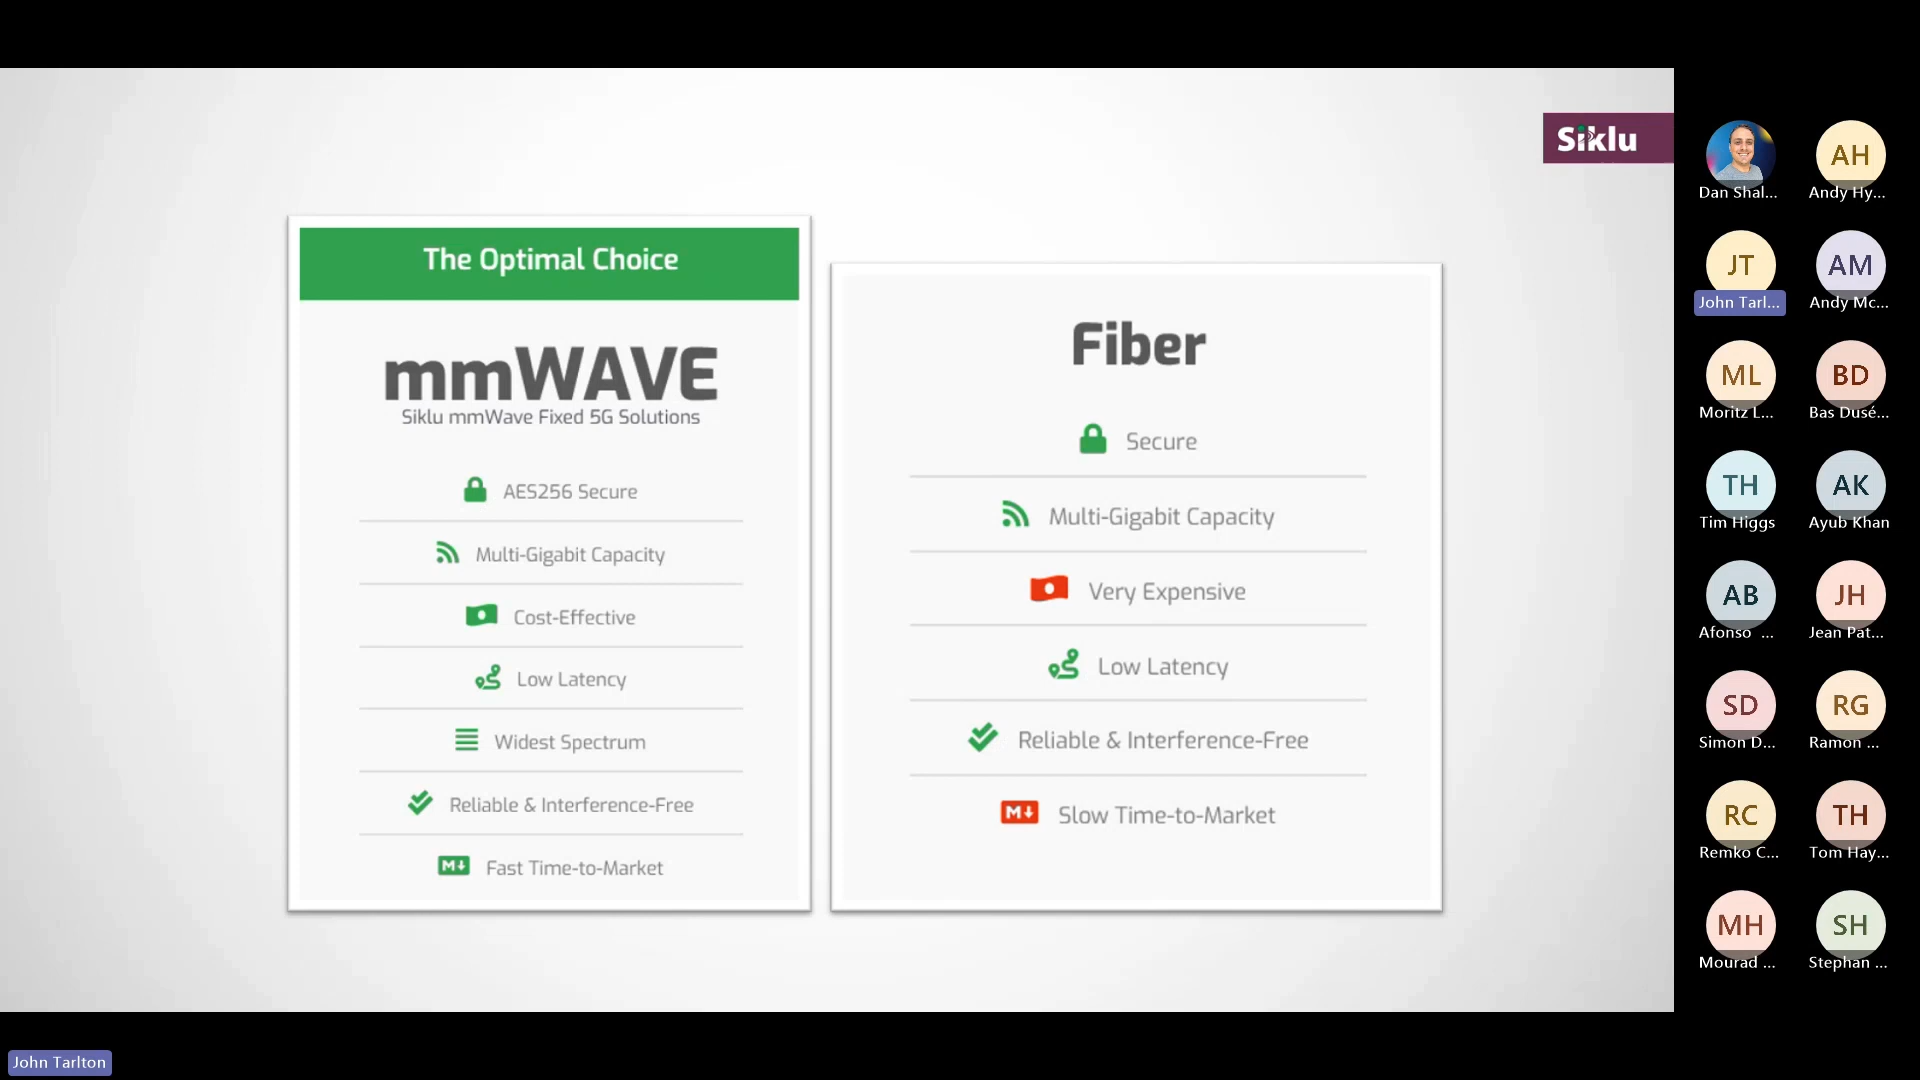 Siklu
The Optimal Choice
mmWAVE
Siklu mmWave Fixed 5G Solutions
AES256 Secure
Multi-Gigabit Capacity
Cost-Effective
Low Latency
Widest Spectrum
Reliable & Interference-Free
M
Fast Time-to-Market
Fiber
Secure
Multi-Gigabit Capacity
Very Expensive
Low Latency
Reliable & Interference-Free
M
Slow Time-to-Market
Dan Shal...
AH
Andy Hy...
JT
John Tarl...
AM
Andy Mc...
ML
Moritz L...
BD
Bas Dusé...
TH
Tim Higgs
AK
Ayub Khan
AB
Afonso ...
JH
Jean Pat...
SD
Simon D...
RG
Ramon ...
RC
Remko C...
TH
Tom Hay...
MH
Mourad ...
SH
Stephan ...
John Tarlton